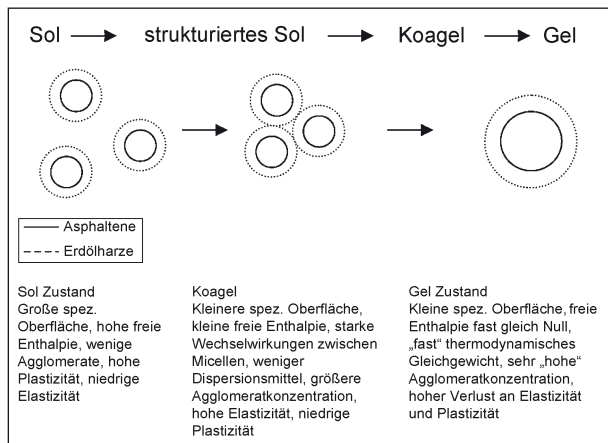 Sol → strukturiertes Sol → Koagel → Gel
Asphaltene
Erdölharze
Sol Zustand
Große spez.
Oberfläche, hohe freie
Enthalpie, wenige
Agglomerate, hohe
Plastizität, niedrige
Elastizität
Koagel
Kleinere spez. Oberfläche,
kleine freie Enthalpie, starke
Wechselwirkungen zwischen
Micellen, weniger
Dispersionsmittel, größere
Agglomeratkonzentration,
hohe Elastizität, niedrige
Plastizität
Gel Zustand
Kleine spez. Oberfläche, freie
Enthalpie fast gleich Null,
„fast“ thermodynamisches
Gleichgewicht, sehr „hohe“
Agglomeratkonzentration,
hoher Verlust an Elastizität
und Plastizität